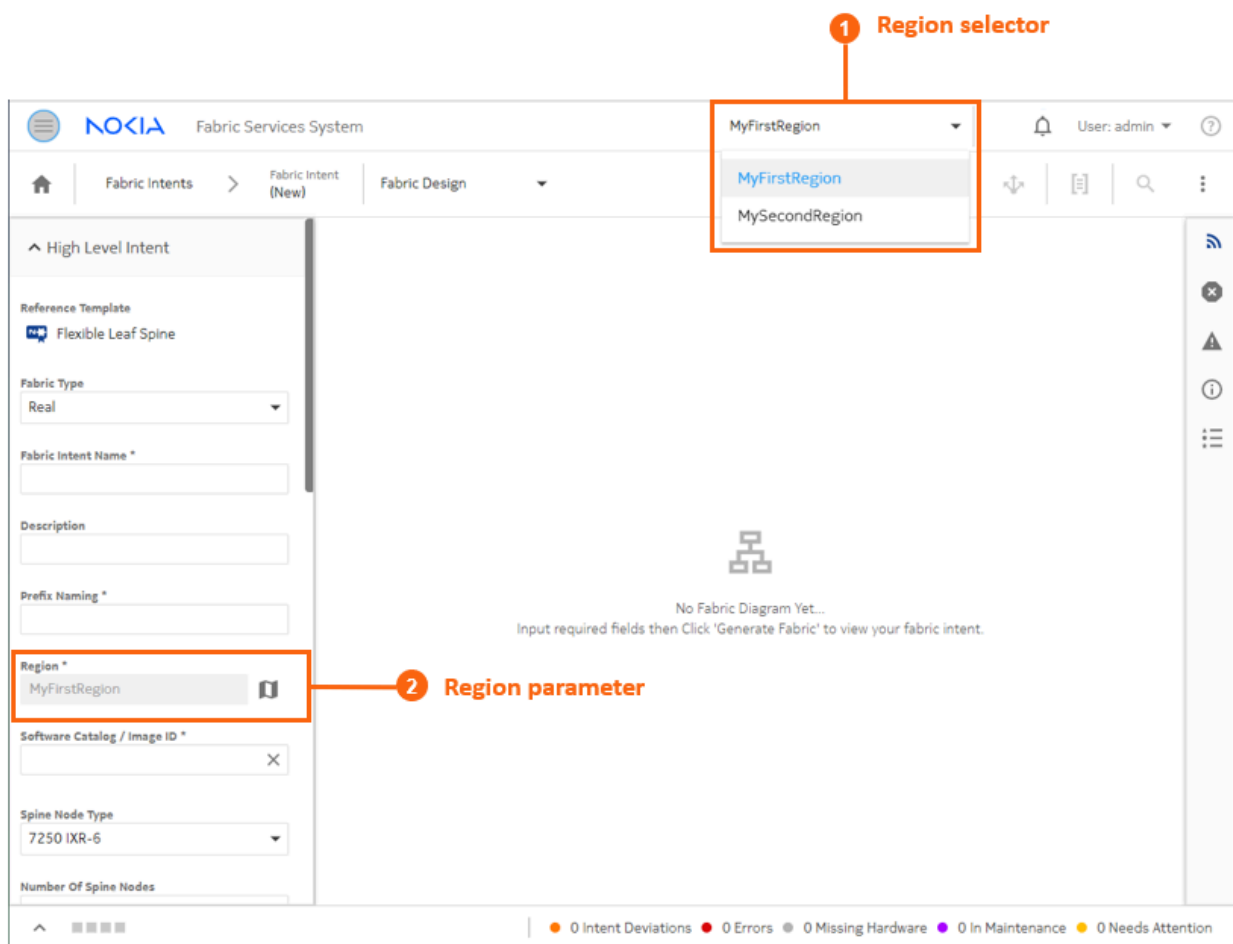 1 Region selector
NOKIA Fabric Services System
MyFirstRegion
User: admin
?
Fabric Intents
Fabric Intent
(New)
Fabric Design
MyFirstRegion
MySecondRegion
High Level Intent
Reference Template
Flexible Leaf Spine
Fabric Type
Real
Fabric Intent Name *
Description
Prefix Naming *
Region *
MyFirstRegion
2 Region parameter
Software Catalog / Image ID *
Spine Node Type
7250 IXR-6
Number Of Spine Nodes
No Fabric Diagram Yet...
Input required fields then Click 'Generate Fabric' to view your fabric intent.
0 Intent Deviations 0 Errors 0 Missing Hardware 0 In Maintenance 0 Needs Attention